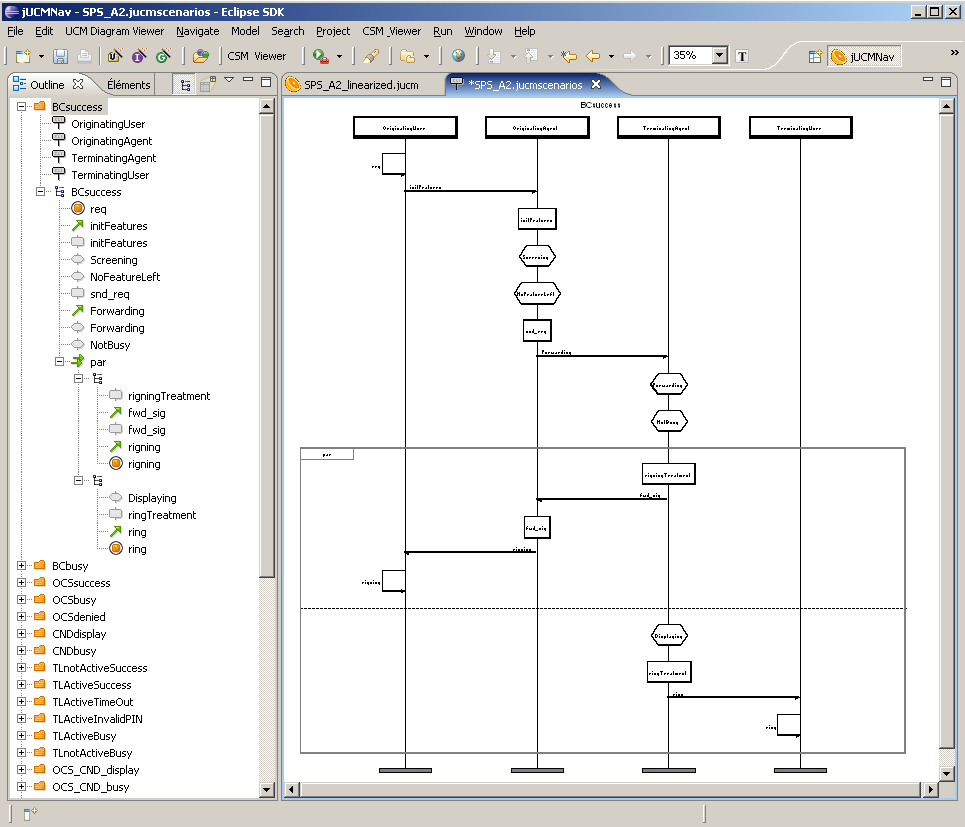 jUCMNav - SPS_A2.jucmscenarios - Eclipse SDK
File Edit UCM Diagram Viewer Navigate Model Search Project CSM_Viewer Run Window Help
CSM Viewer 35% T jUCMNav »
Outline Éléments
SPS_A2_linearized.jucm *SPS_A2.jucmscenarios
BCsuccess
OriginatingUser
OriginatingAgent
TerminatingAgent
TerminatingUser
BCsuccess
req
initFeatures
initFeatures
Screening
NoFeatureLeft
snd_req
Forwarding
Forwarding
NotBusy
par
rigningTreatment
fwd_sig
fwd_sig
rigning
rigning
Displaying
ringTreatment
ring
ring
BCbusy
OCSsuccess
OCSbusy
OCSdenied
CNDdisplay
CNDbusy
TLnotActiveSuccess
TLActiveSuccess
TLActiveTimeOut
TLActiveInvalidPIN
TLActiveBusy
TLnotActiveBusy
OCS_CND_display
OCS_CND_busy
BCsuccess
OriginatingUser OriginatingAgent TerminatingAgent TerminatingUser
req
initFeatures
initFeatures
Screening
NoFeatureLeft
snd_req
Forwarding
Forwarding
NotBusy
par
rigningTreatment
fwd_sig
fwd_sig
rigning
rigning
Displaying
ringTreatment
ring
ring